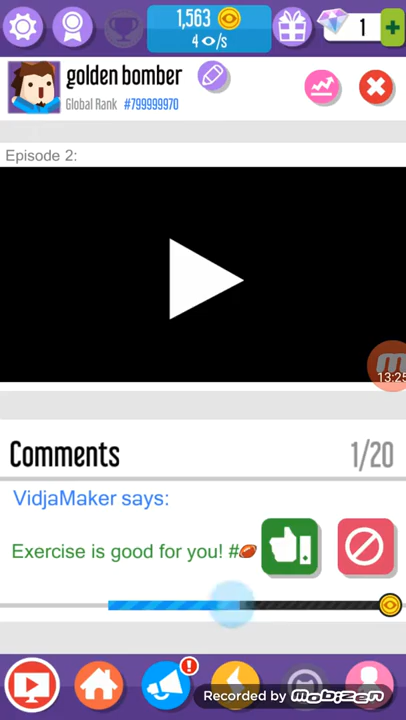 1,563
4 /s
1
golden bomber
Global Rank #799999970
Episode 2:
13:25
Comments 1/20
VidjaMaker says:
Exercise is good for you! #🏈
Recorded by mobizen